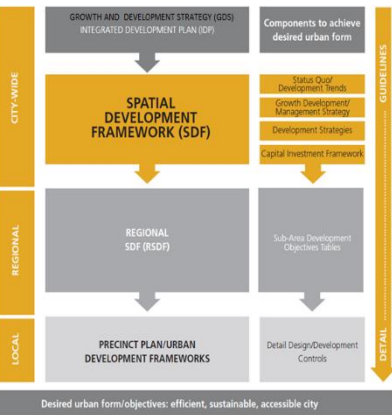 GROWTH AND DEVELOPMENT STRATEGY (GDS)
INTEGRATED DEVELOPMENT PLAN (IDP)
Components to achieve
desired urban form
CITY-WIDE
SPATIAL
DEVELOPMENT
FRAMEWORK (SDF)
Status Quo/
Development Trends
Growth Development/
Management Strategy
Development Strategies
Capital Investment Framework
GUIDELINES
REGIONAL
REGIONAL
SDF (RSDF)
Sub-Area Development
Objectives Tables
LOCAL
PRECINCT PLAN/URBAN
DEVELOPMENT FRAMEWORKS
Detail Design/Development
Controls
DETAIL
Desired urban form/objectives: efficient, sustainable, accessible city